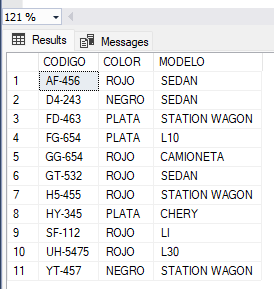 121 %
Results Messages
CODIGO COLOR MODELO
1 AF-456 ROJO SEDAN
2 D4-243 NEGRO SEDAN
3 FD-463 PLATA STATION WAGON
4 FG-654 PLATA L10
5 GG-654 ROJO CAMIONETA
6 GT-532 ROJO SEDAN
7 H5-455 ROJO STATION WAGON
8 HY-345 PLATA CHERY
9 SF-112 ROJO LI
10 UH-5475 ROJO L30
11 YT-457 NEGRO STATION WAGON